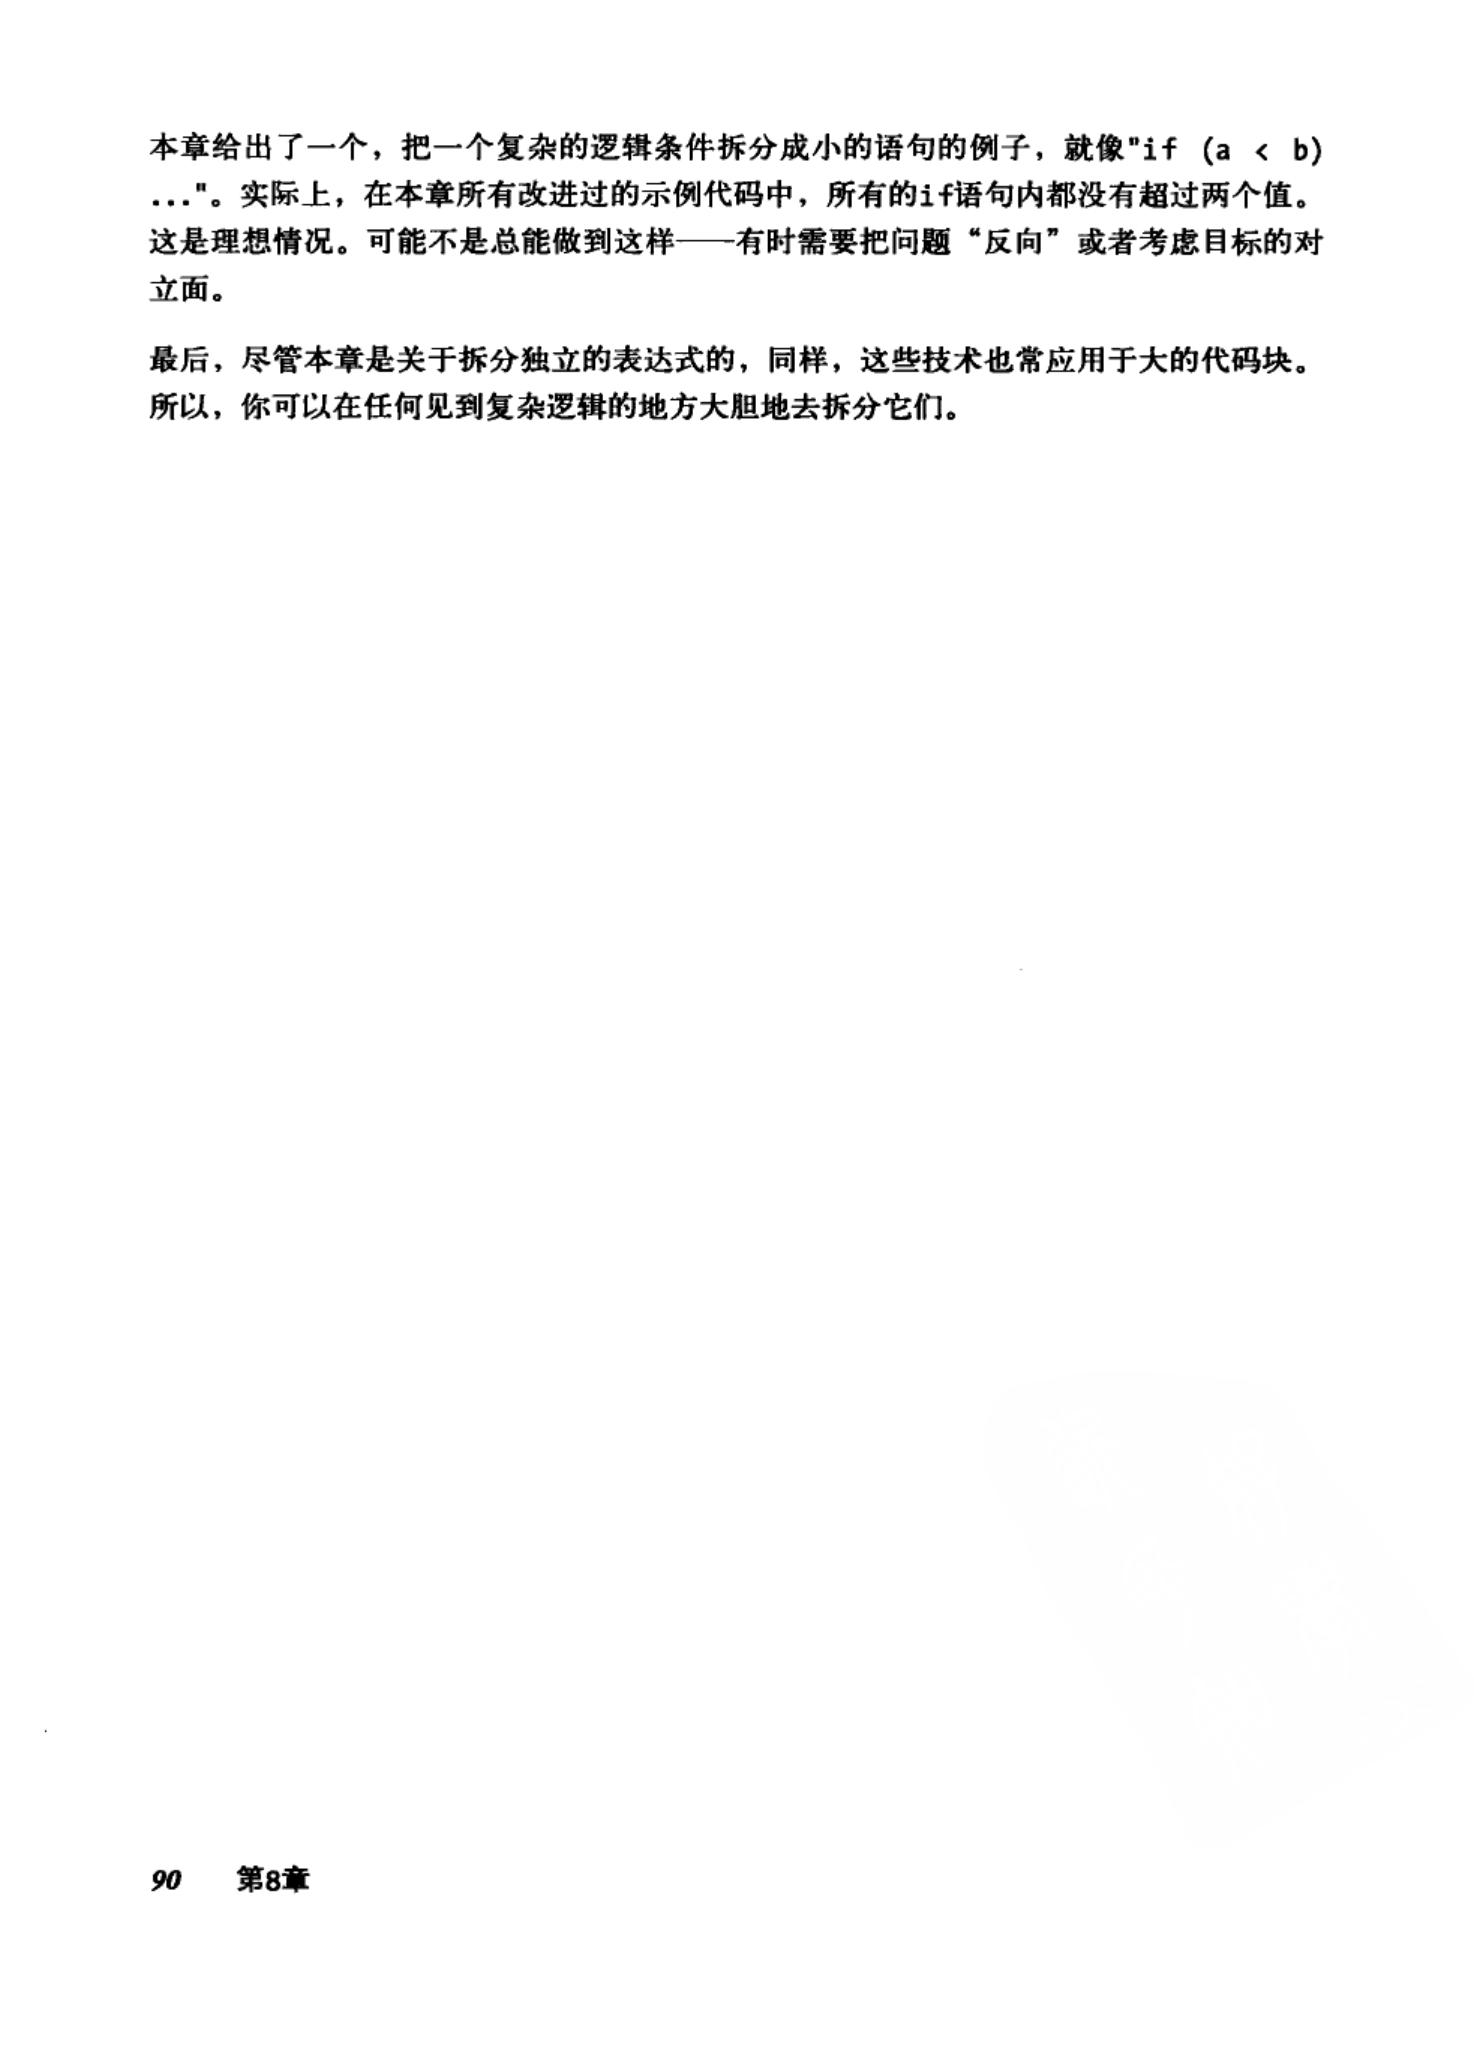 本章给出了一个，把一个复杂的逻辑条件拆分成小的语句的例子，就像"if (a < b)
..."。实际上，在本章所有改进过的示例代码中，所有的if语句内都没有超过两个值。
这是理想情况。可能不是总能做到这样——有时需要把问题“反向”或者考虑目标的对
立面。
最后，尽管本章是关于拆分独立的表达式的，同样，这些技术也常应用于大的代码块。
所以，你可以在任何见到复杂逻辑的地方大胆地去拆分它们。
90 第8章